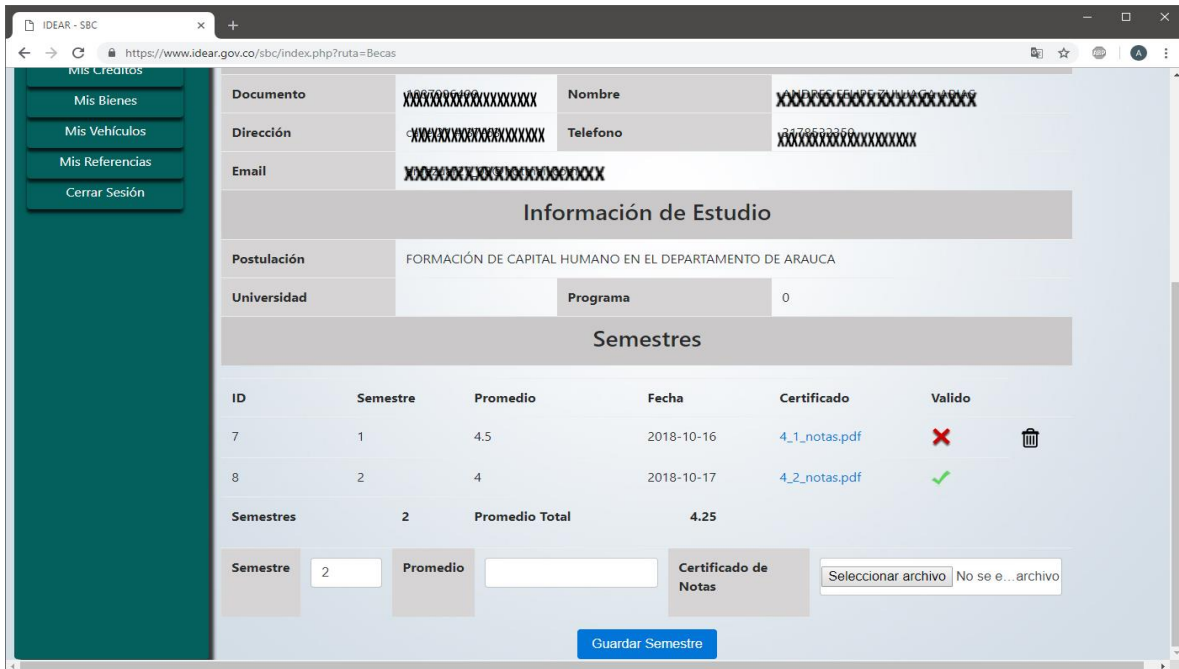 IDEAR - SBC
https://www.idear.gov.co/sbc/index.php?ruta=Becas
A
Mis Créditos
Mis Bienes
Mis Vehículos
Mis Referencias
Cerrar Sesión
Documento Nombre
Dirección Telefono
Email
Información de Estudio
Postulación FORMACIÓN DE CAPITAL HUMANO EN EL DEPARTAMENTO DE ARAUCA
Universidad Programa 0
Semestres
ID Semestre Promedio Fecha Certificado Valido
7 1 4.5 2018-10-16 4_1_notas.pdf
8 2 4 2018-10-17 4_2_notas.pdf
Semestres 2 Promedio Total 4.25
Semestre 2 Promedio Certificado de Notas Seleccionar archivo No se e...archivo
Guardar Semestre